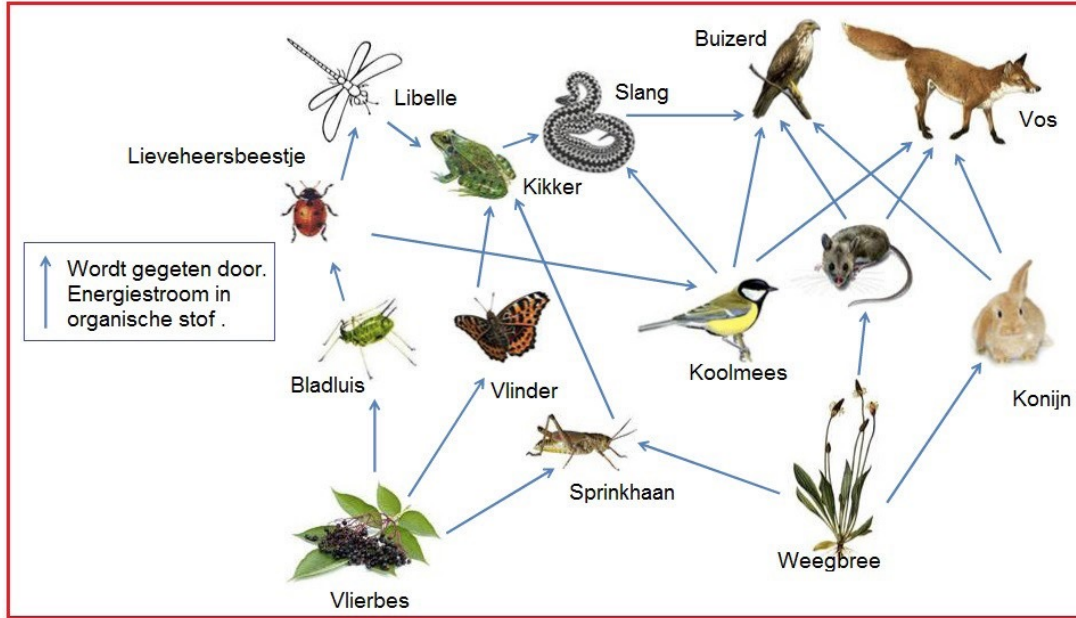 Buizerd
Slang
Vos
Libelle
Lieveheersbeestje
Kikker
Wordt gegeten door.
Energiestroom in
organische stof .
Bladluis
Vlinder
Koolmees
Konijn
Sprinkhaan
Weegbree
Vlierbes